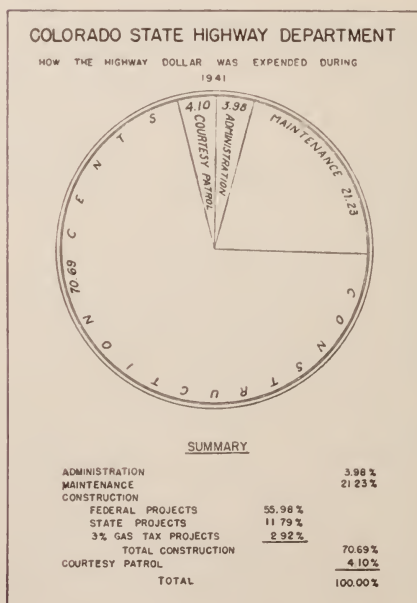 COLORADO STATE HIGHWAY DEPARTMENT
HOW THE HIGHWAY DOLLAR WAS EXPENDED DURING
1941
4.10 COURTESY PATROL
3.98 ADMINISTRATION
MAINTENANCE 21.23
CONSTRUCTION 70.69 CENTS
SUMMARY
ADMINISTRATION 3.98%
MAINTENANCE 21.23%
CONSTRUCTION
FEDERAL PROJECTS 55.98%
STATE PROJECTS 11.79%
3% GAS TAX PROJECTS 2.92%
TOTAL CONSTRUCTION 70.69%
COURTESY PATROL 4.10%
TOTAL 100.00%